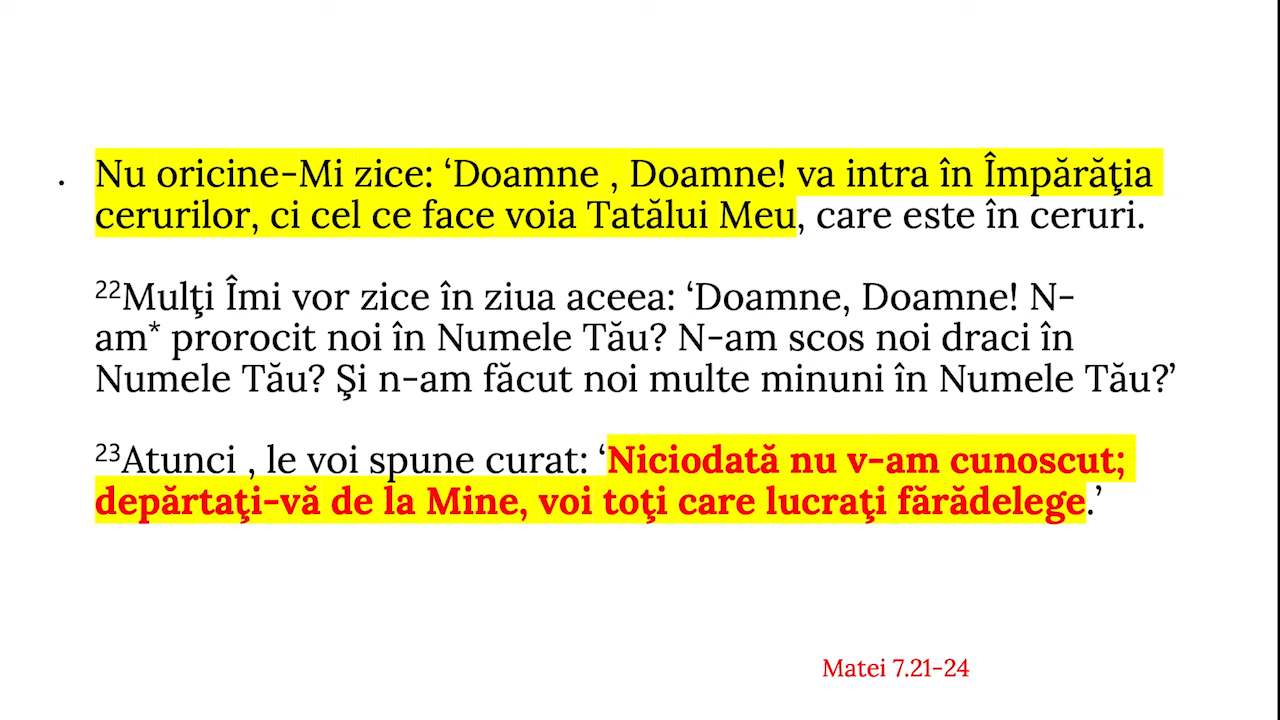 . Nu oricine-Mi zice: ‘Doamne , Doamne! va intra în Împărăţia
cerurilor, ci cel ce face voia Tatălui Meu, care este în ceruri.
²²Mulţi Îmi vor zice în ziua aceea: ‘Doamne, Doamne! N-
am* prorocit noi în Numele Tău? N-am scos noi draci în
Numele Tău? Şi n-am făcut noi multe minuni în Numele Tău?’
²³Atunci , le voi spune curat: ‘Niciodată nu v-am cunoscut;
depărtaţi-vă de la Mine, voi toţi care lucraţi fărădelege.’
Matei 7.21-24